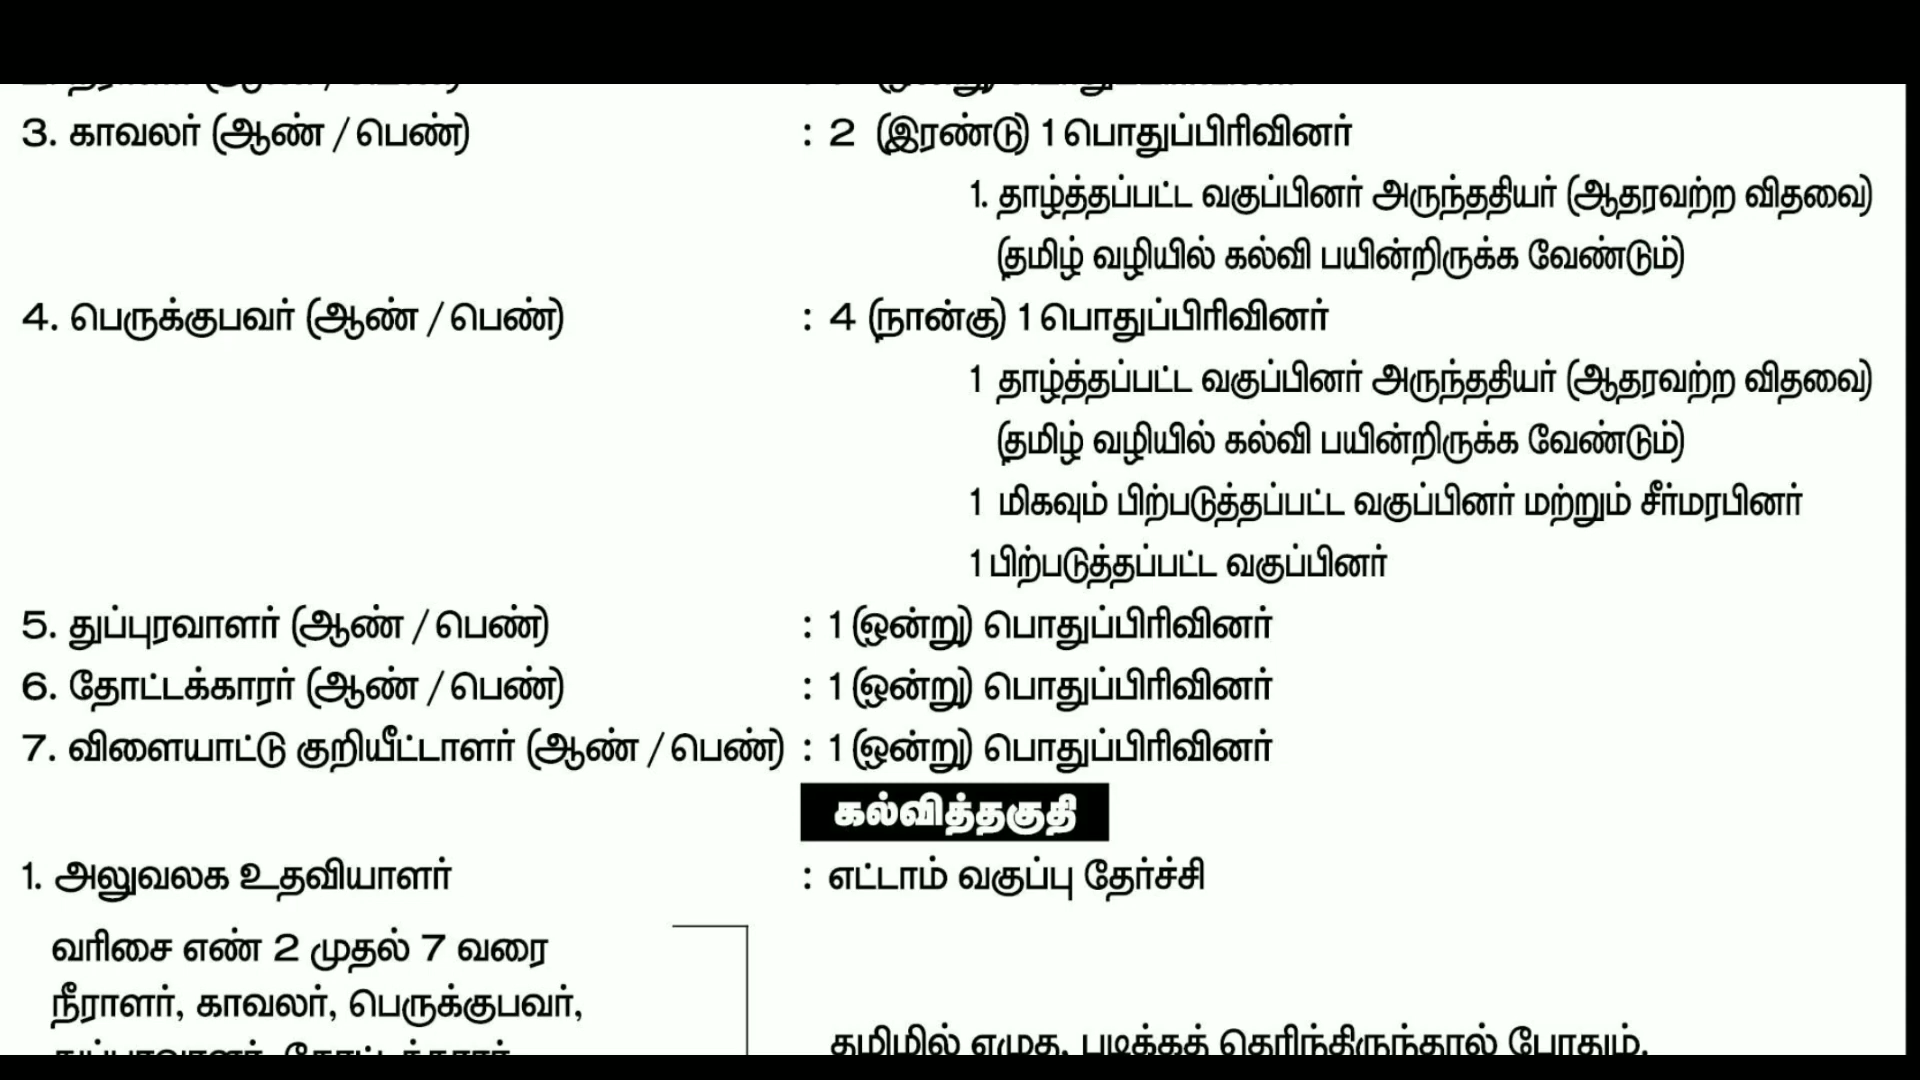 3. காவலர் (ஆண் / பெண்) : 2 (இரண்டு) 1 பொதுப்பிரிவினர்
1. தாழ்த்தப்பட்ட வகுப்பினர் அருந்ததியர் (ஆதரவற்ற விதவை)
(தமிழ் வழியில் கல்வி பயின்றிருக்க வேண்டும்)
4. பெருக்குபவர் (ஆண் / பெண்) : 4 (நான்கு) 1 பொதுப்பிரிவினர்
1 தாழ்த்தப்பட்ட வகுப்பினர் அருந்ததியர் (ஆதரவற்ற விதவை)
(தமிழ் வழியில் கல்வி பயின்றிருக்க வேண்டும்)
1 மிகவும் பிற்படுத்தப்பட்ட வகுப்பினர் மற்றும் சீர்மரபினர்
1 பிற்படுத்தப்பட்ட வகுப்பினர்
5. துப்புரவாளர் (ஆண் / பெண்) : 1 (ஒன்று) பொதுப்பிரிவினர்
6. தோட்டக்காரர் (ஆண் / பெண்) : 1 (ஒன்று) பொதுப்பிரிவினர்
7. விளையாட்டு குறியீட்டாளர் (ஆண் / பெண்) : 1 (ஒன்று) பொதுப்பிரிவினர்
கல்வித்தகுதி
1. அலுவலக உதவியாளர் : எட்டாம் வகுப்பு தேர்ச்சி
வரிசை எண் 2 முதல் 7 வரை
நீராளர், காவலர், பெருக்குபவர்,
தமிழில் எழுத, படிக்கத் தெரிந்திருந்தால் போதும்.